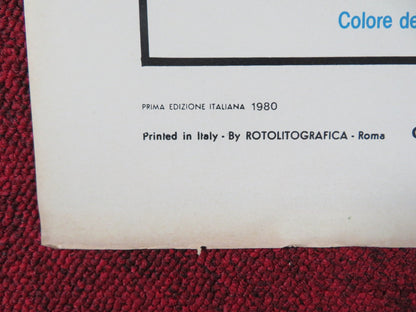 Colore de
PRIMA EDIZIONE ITALIANA 1980
Printed in Italy - By ROTOLITOGRAFICA - Roma